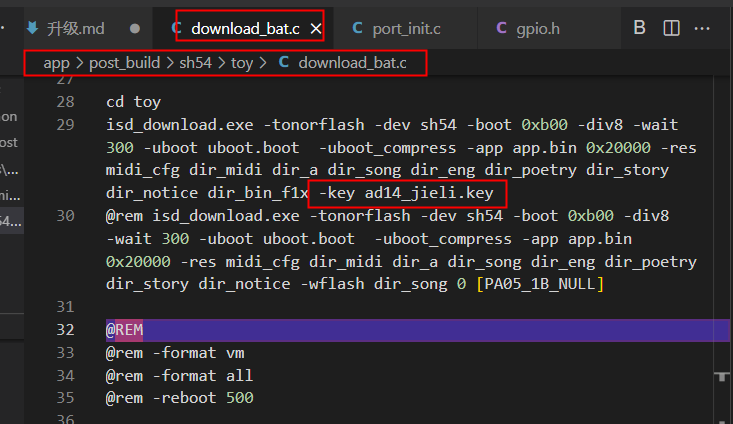 升级.md ● download_bat.c × port_init.c gpio.h B ···
app > post_build > sh54 > toy > C download_bat.c
27
28 cd toy
29 isd_download.exe -tonorflash -dev sh54 -boot 0xb00 -div8 -wait
300 -uboot uboot.boot  -uboot_compress -app app.bin 0x20000 -res
midi_cfg dir_midi dir_a dir_song dir_eng dir_poetry dir_story
dir_notice dir_bin_f1x -key ad14_jieli.key
30 @rem isd_download.exe -tonorflash -dev sh54 -boot 0xb00 -div8
-wait 300 -uboot uboot.boot  -uboot_compress -app app.bin
0x20000 -res midi_cfg dir_midi dir_a dir_song dir_eng dir_poetry
dir_story dir_notice -wflash dir_song 0 [PA05_1B_NULL]
31
32 @REM
33 @rem -format vm
34 @rem -format all
35 @rem -reboot 500
36
non
ost
s\...
mi...
54...